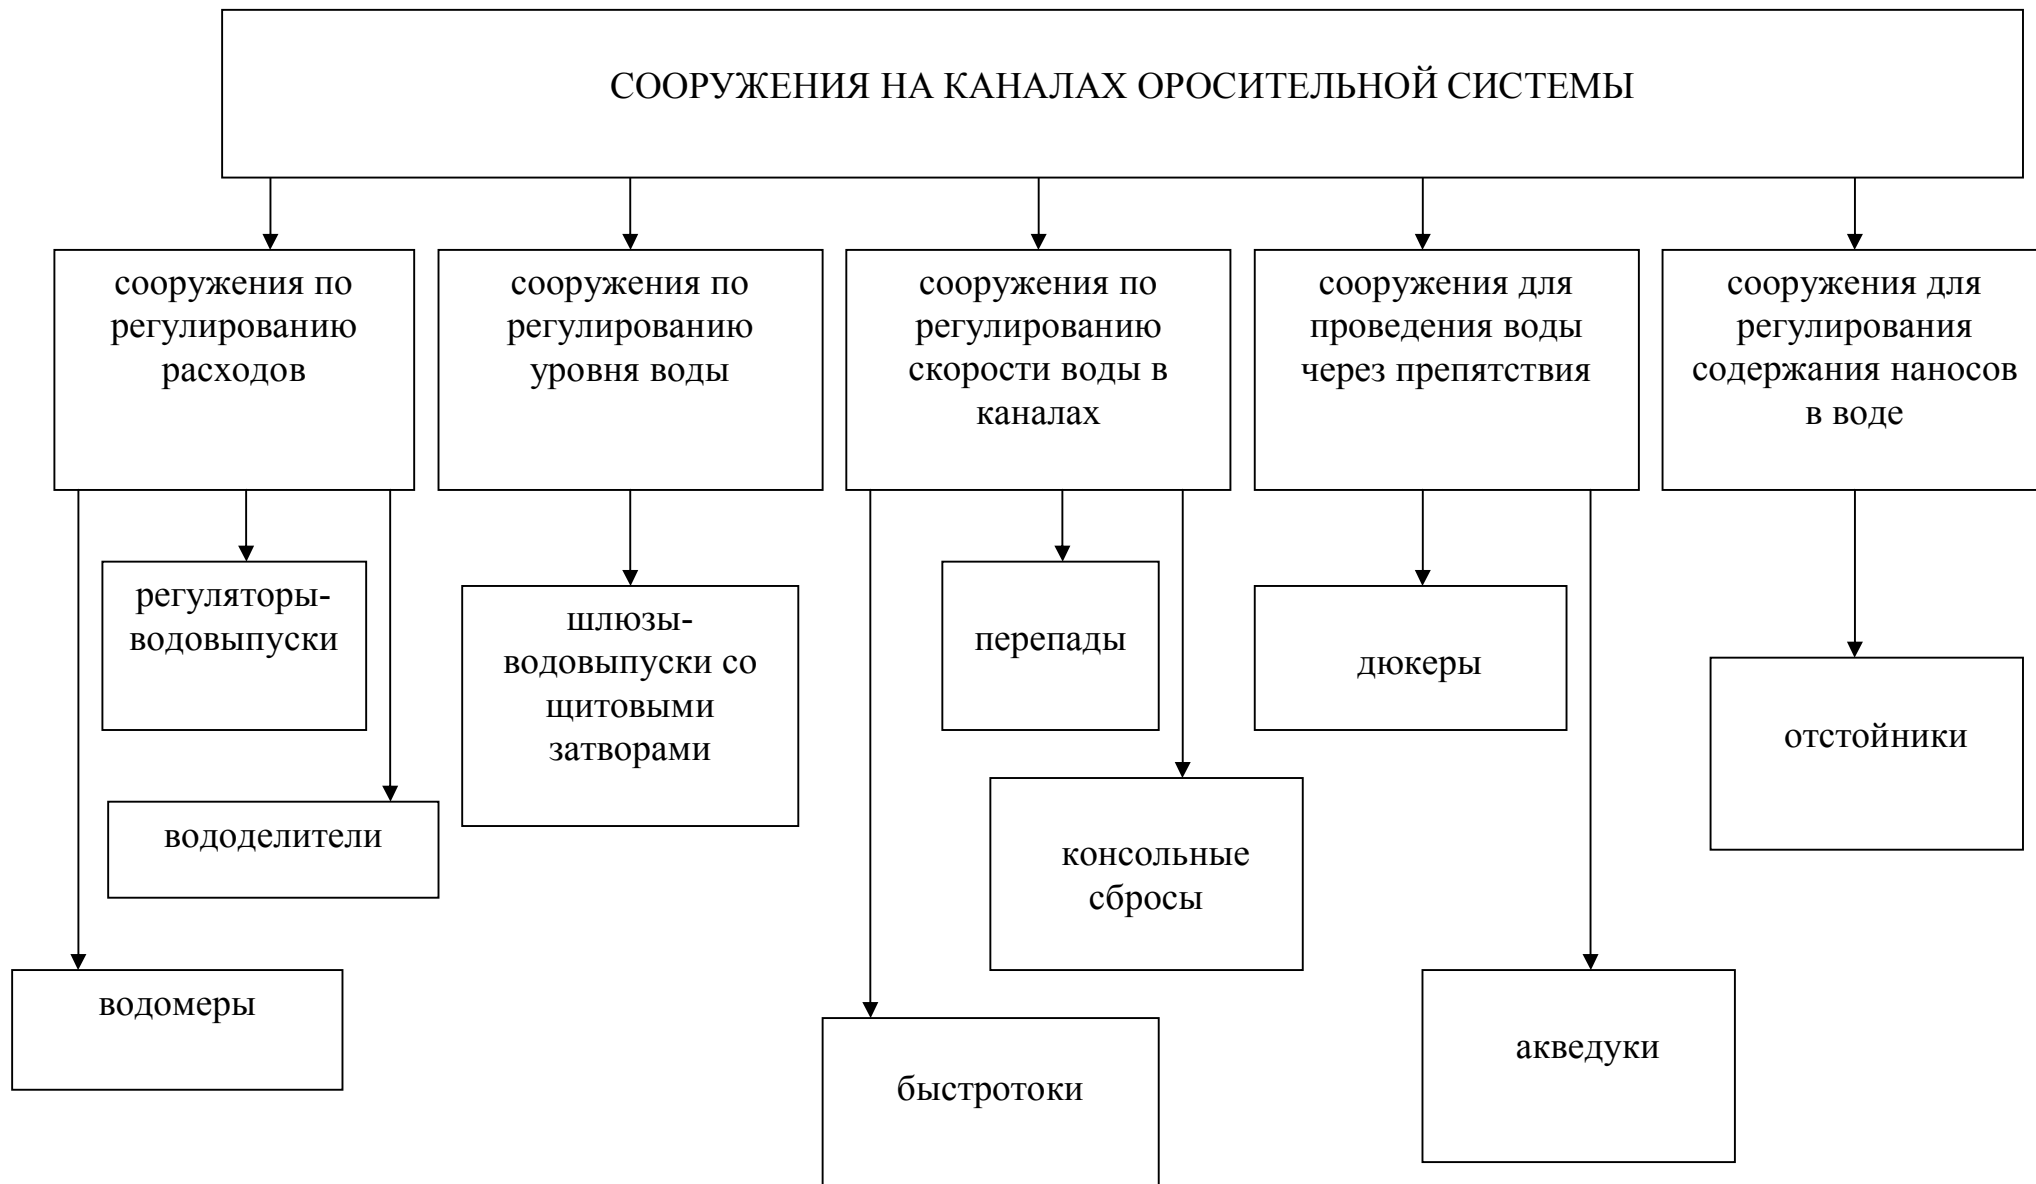 СООРУЖЕНИЯ НА КАНАЛАХ ОРОСИТЕЛЬНОЙ СИСТЕМЫ
сооружения по
регулированию
расходов
сооружения по
регулированию
уровня воды
сооружения по
регулированию
скорости воды в
каналах
сооружения для
проведения воды
через препятствия
сооружения для
регулирования
содержания наносов
в воде
регуляторы-
водовыпуски
шлюзы-
водовыпуски со
щитовыми
затворами
перепады
дюкеры
отстойники
вододелители
консольные
сбросы
водомеры
быстротоки
акведуки